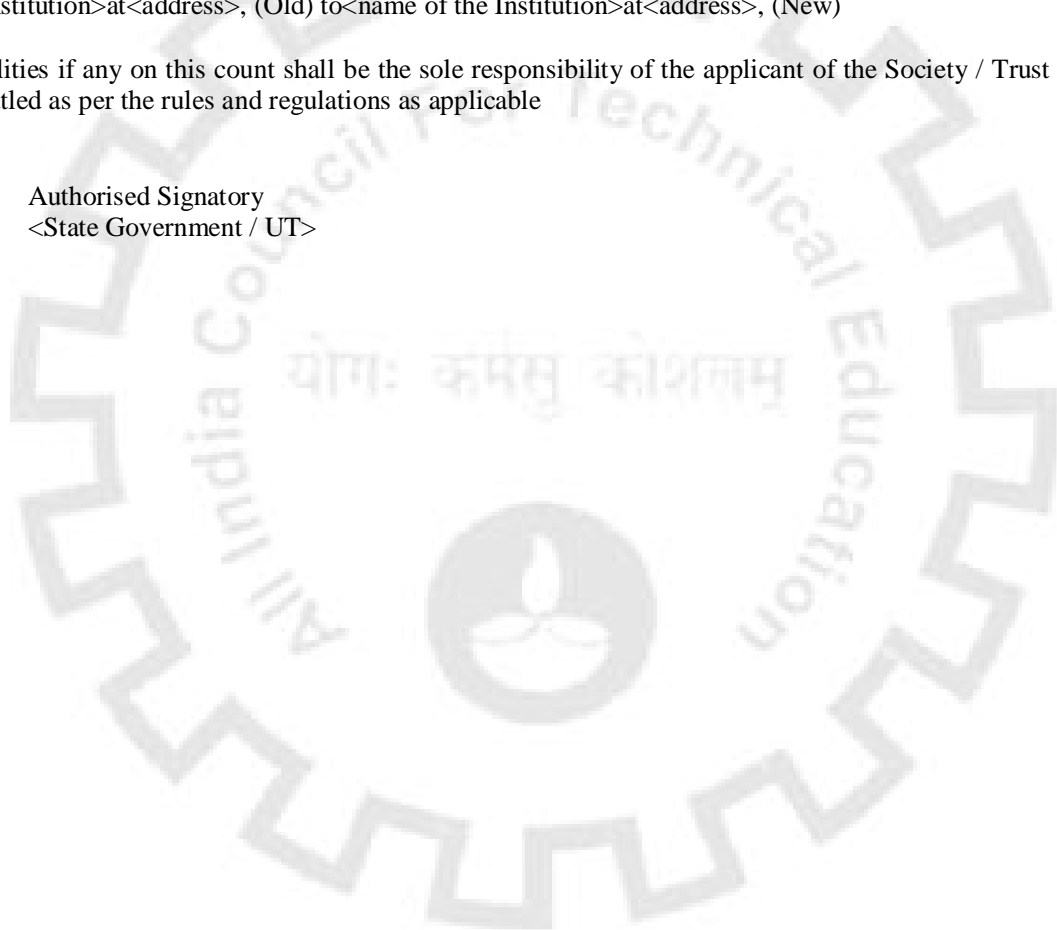 stitution>at<address>, (Old) to<name of the Institution>at<address>, (New)
lities if any on this count shall be the sole responsibility of the applicant of the Society / Trust
tled as per the rules and regulations as applicable
Authorised Signatory
<State Government / UT>
All India Council For Technical Education
योगः कर्मसु कौशलम्